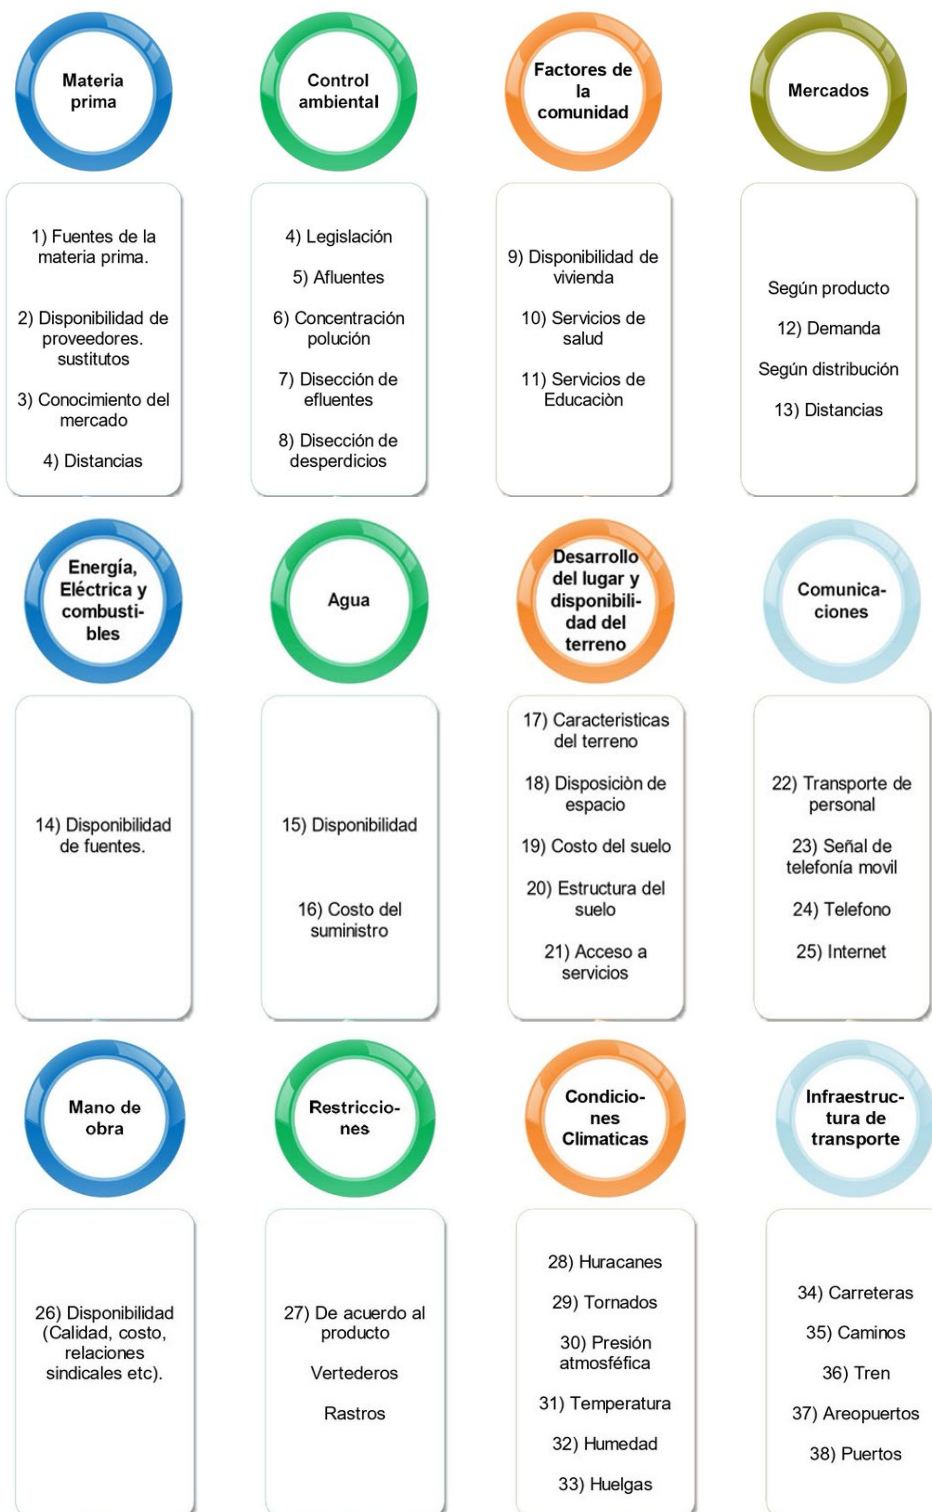 Materia
prima
1) Fuentes de la
materia prima.
2) Disponibilidad de
proveedores.
sustitutos
3) Conocimiento del
mercado
4) Distancias
Control
ambiental
4) Legislación
5) Afluentes
6) Concentración
polución
7) Disección de
efluentes
8) Disección de
desperdicios
Factores de
la
comunidad
9) Disponibilidad de
vivienda
10) Servicios de
salud
11) Servicios de
Educaciòn
Mercados
Según producto
12) Demanda
Según distribución
13) Distancias
Energía,
Eléctrica y
combusti-
bles
14) Disponibilidad
de fuentes.
Agua
15) Disponibilidad
16) Costo del
suministro
Desarrollo
del lugar y
disponibili-
dad del
terreno
17) Caracteristicas
del terreno
18) Disposiciòn de
espacio
19) Costo del suelo
20) Estructura del
suelo
21) Acceso a
servicios
Comunica-
ciones
22) Transporte de
personal
23) Señal de
telefonía movil
24) Telefono
25) Internet
Mano de
obra
26) Disponibilidad
(Calidad, costo,
relaciones
sindicales etc).
Restriccio-
nes
27) De acuerdo al
producto
Vertederos
Rastros
Condicio-
nes
Climaticas
28) Huracanes
29) Tornados
30) Presión
atmosféfica
31) Temperatura
32) Humedad
33) Huelgas
Infraestruc-
tura de
transporte
34) Carreteras
35) Caminos
36) Tren
37) Areopuertos
38) Puertos